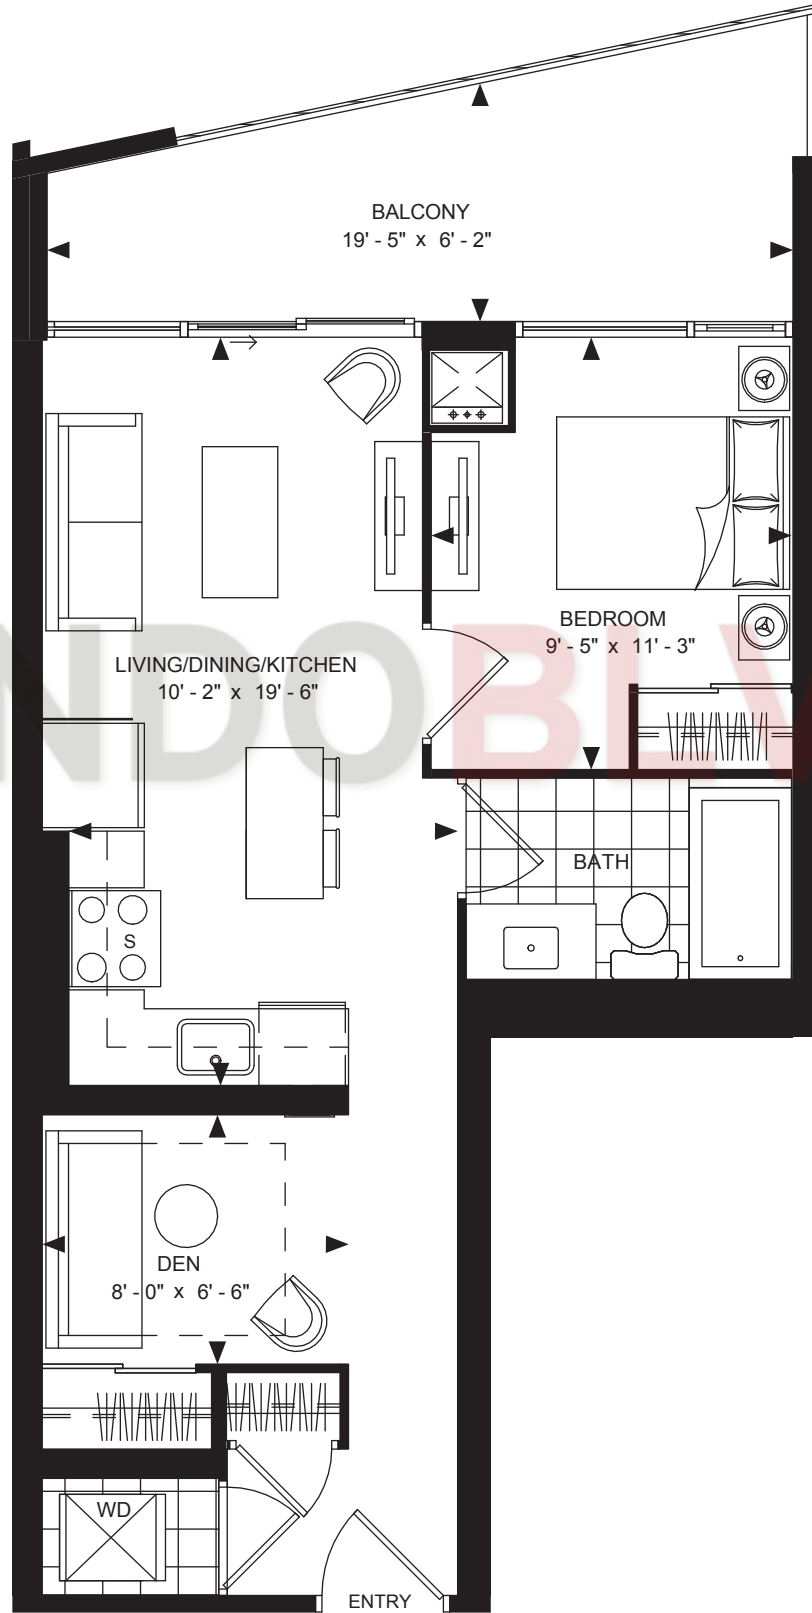 BALCONY
19' - 5" x 6' - 2"
BEDROOM
9' - 5" x 11' - 3"
LIVING/DINING/KITCHEN
10' - 2" x 19' - 6"
NDOBLV
BATH
S
DEN
8' - 0" x 6' - 6"
WD
ENTRY